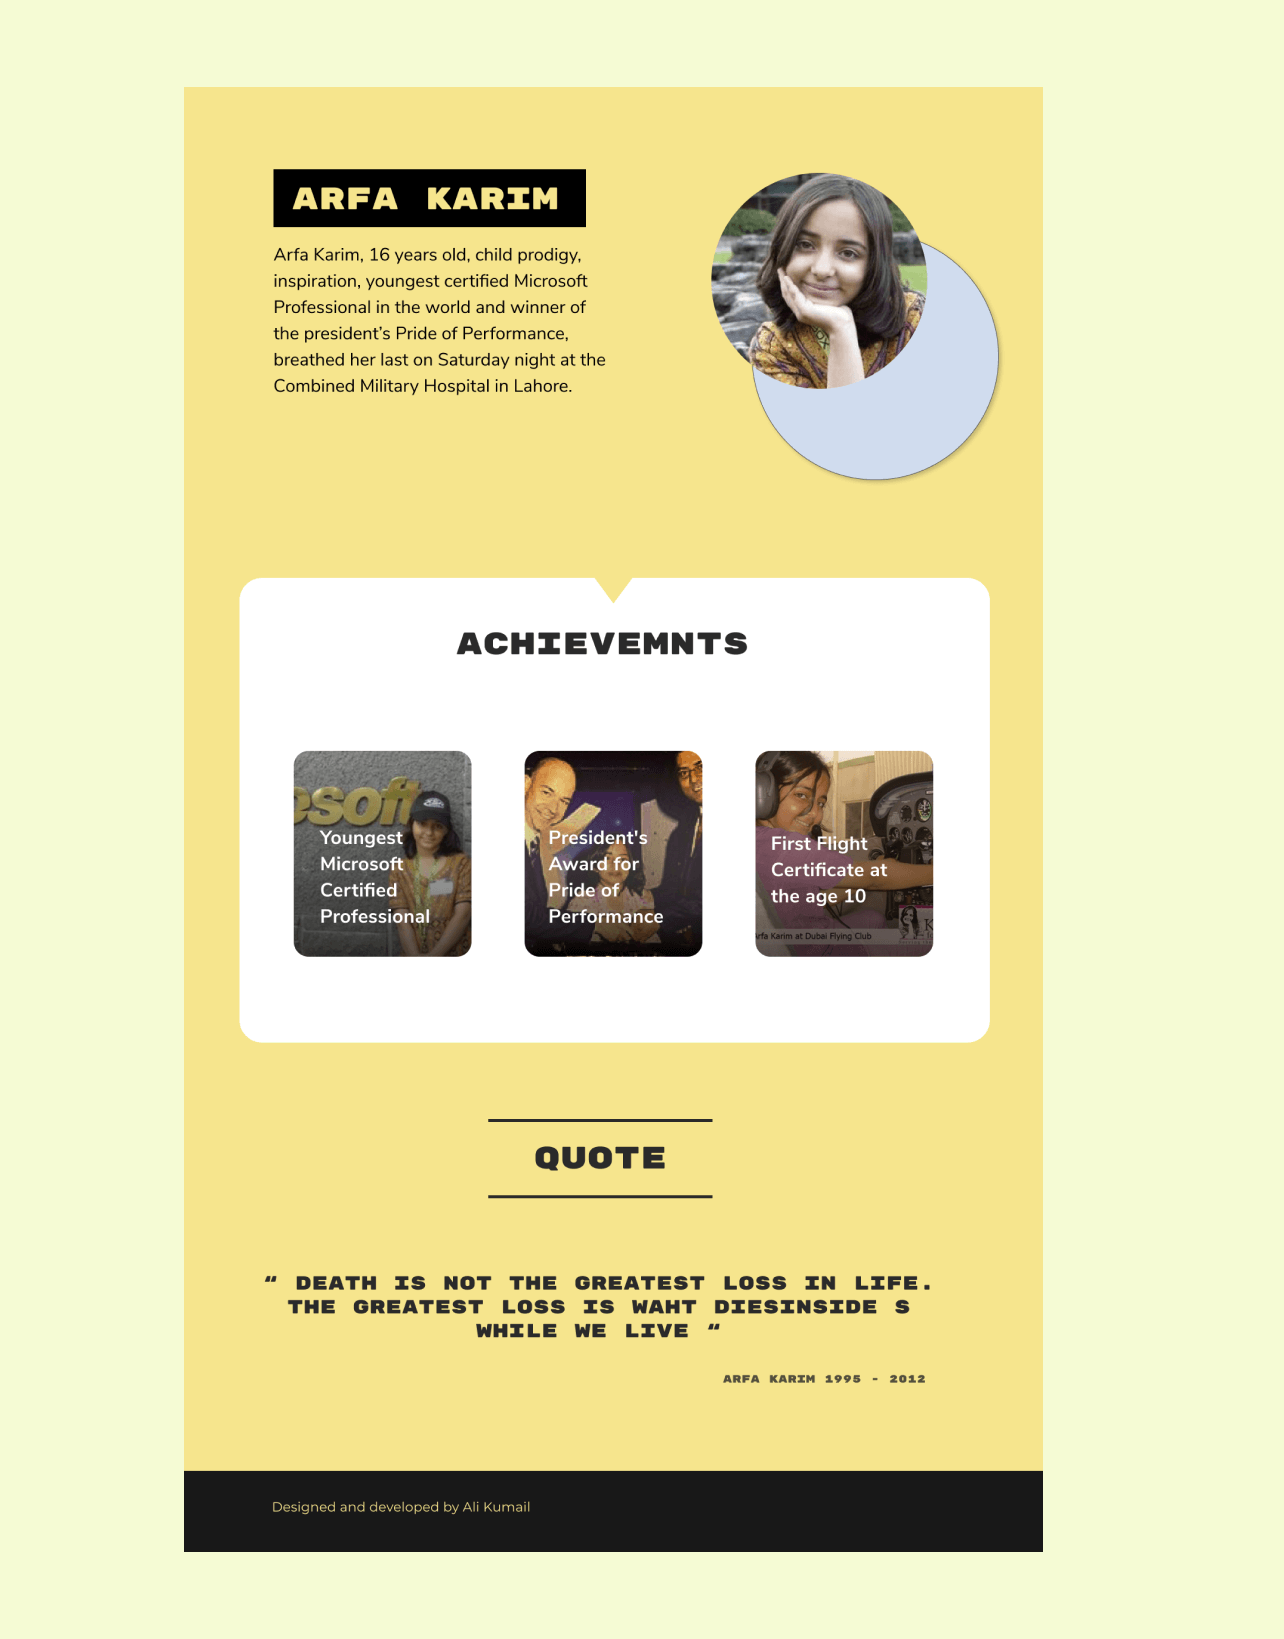 ARFA KARIM
Arfa Karim, 16 years old, child prodigy,
inspiration, youngest certified Microsoft
Professional in the world and winner of
the president’s Pride of Performance,
breathed her last on Saturday night at the
Combined Military Hospital in Lahore.
ACHIEVEMNTS
esoft
Youngest
Microsoft
Certified
Professional
President's
Award for
Pride of
Performance
First Flight
Certificate at
the age 10
K
Arfa Karim at Dubai Flying Club
QUOTE
“ DEATH IS NOT THE GREATEST LOSS IN LIFE.
THE GREATEST LOSS IS WAHT DIESINSIDE S
WHILE WE LIVE “
ARFA KARIM 1995 - 2012
Designed and developed by Ali Kumail